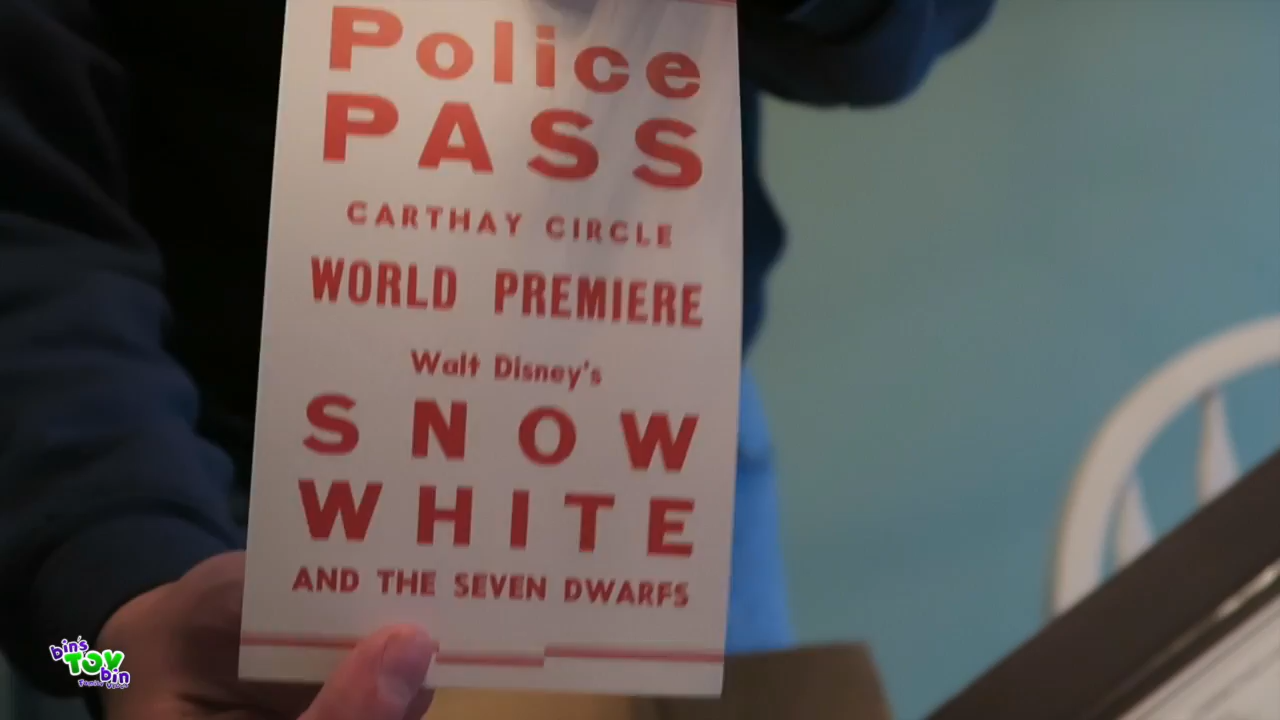 Police
PASS
CARTHAY CIRCLE
WORLD PREMIERE
Walt Disney's
SNOW
WHITE
AND THE SEVEN DWARFS
bin's
TOY
bin